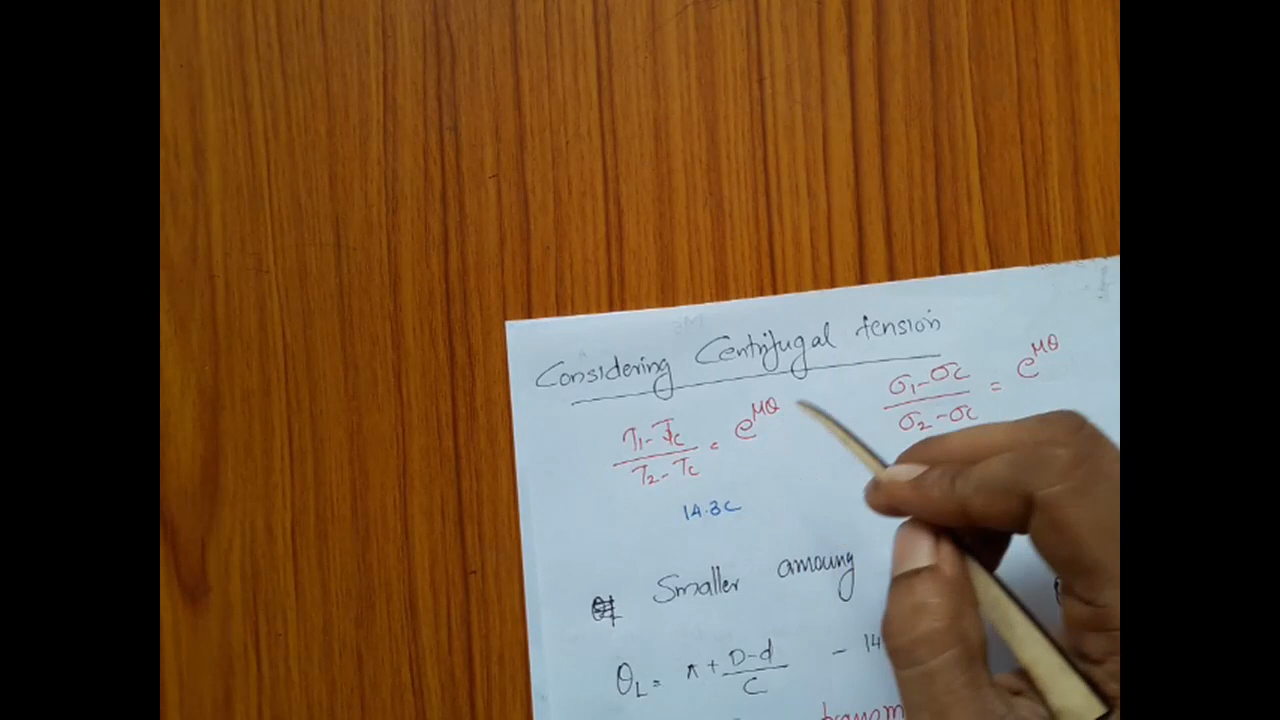 Considering Centrifugal tension
T1-Tc / T2-Tc = e^μθ   σ1-σc / σ2-σc = e^μθ
14.3c
Smaller amoung
θL = π + D-d / C - 14
transm